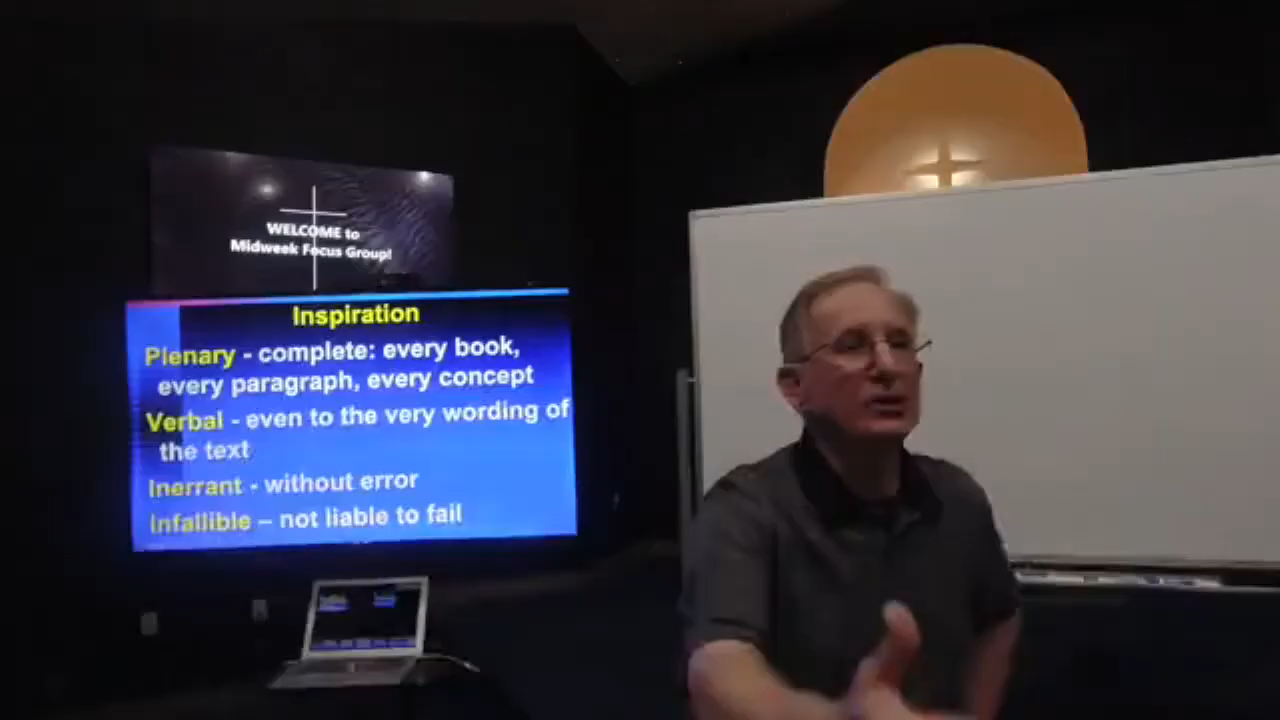 WELCOME to
Midweek Focus Group!
Inspiration
Plenary - complete: every book,
every paragraph, every concept
Verbal - even to the very wording of
the text
Inerrant - without error
Infallible – not liable to fail